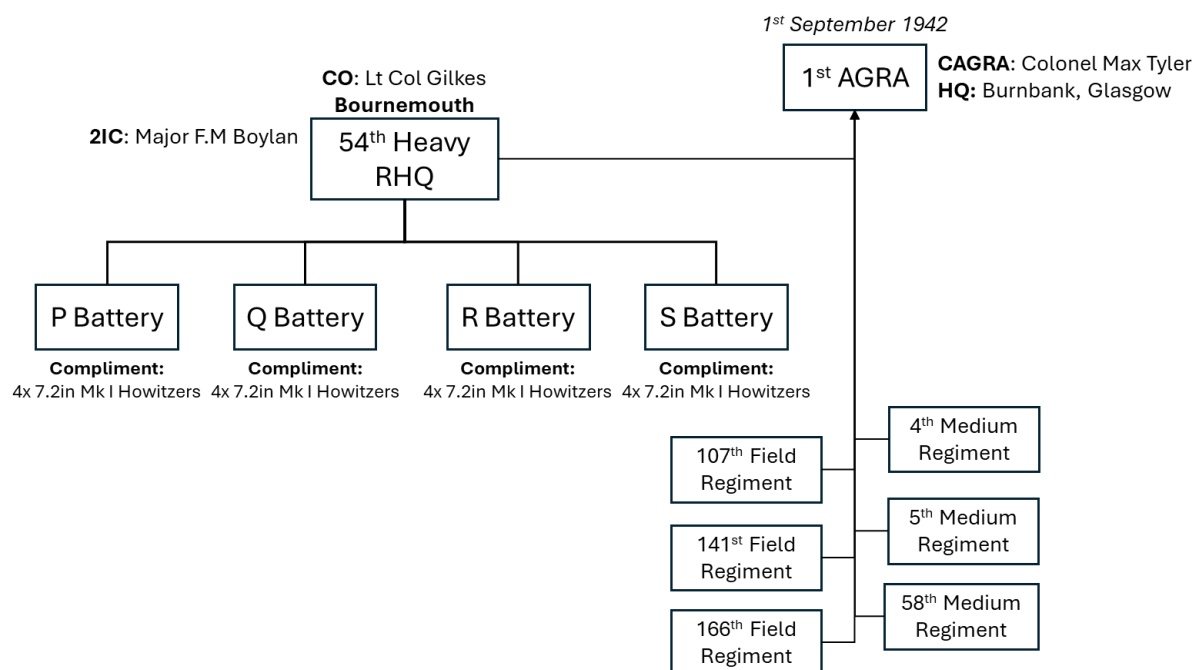 1st September 1942
1st AGRA
CAGRA: Colonel Max Tyler
HQ: Burnbank, Glasgow
CO: Lt Col Gilkes
Bournemouth
2IC: Major F.M Boylan
54th Heavy
RHQ
P Battery
Q Battery
R Battery
S Battery
Compliment:
4x 7.2in Mk I Howitzers
Compliment:
4x 7.2in Mk I Howitzers
Compliment:
4x 7.2in Mk I Howitzers
Compliment:
4x 7.2in Mk I Howitzers
4th Medium
Regiment
107th Field
Regiment
5th Medium
Regiment
141st Field
Regiment
58th Medium
Regiment
166th Field
Regiment